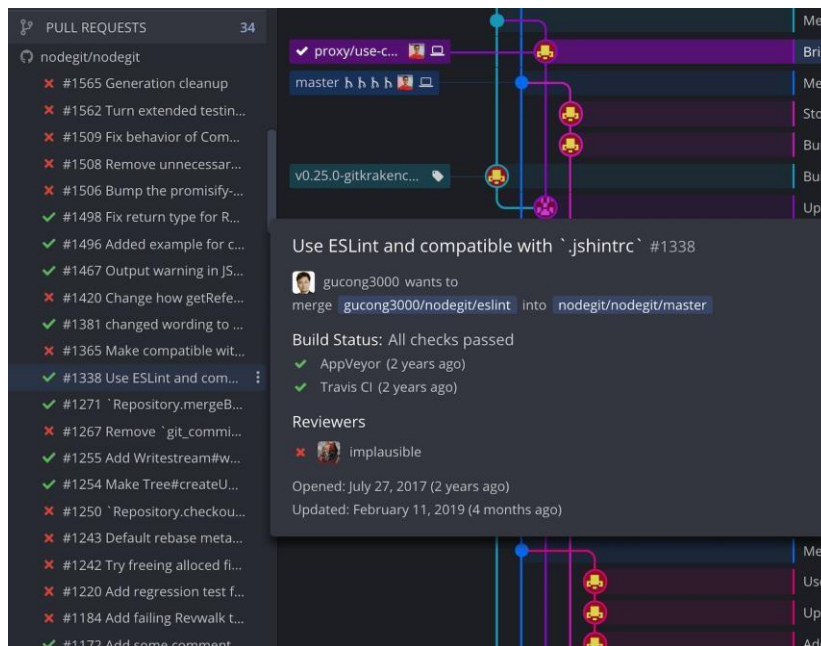 PULL REQUESTS 34
nodegit/nodegit
#1565 Generation cleanup
#1562 Turn extended testin...
#1509 Fix behavior of Com...
#1508 Remove unnecessar...
#1506 Bump the promisify-...
#1498 Fix return type for R...
#1496 Added example for c...
#1467 Output warning in JS...
#1420 Change how getRefe...
#1381 changed wording to ...
#1365 Make compatible wit...
#1338 Use ESLint and com...
#1271 `Repository.mergeB...
#1267 Remove `git_commi...
#1255 Add Writestream#w...
#1254 Make Tree#createU...
#1250 `Repository.checkou...
#1243 Default rebase meta...
#1242 Try freeing alloced fi...
#1220 Add regression test f...
#1184 Add failing Revwalk t...
#1172 Add some comment
proxy/use-c...
master
v0.25.0-gitkrakenc...
Me
Bri
Me
Sto
Bu
Bu
Up
Use ESLint and compatible with `.jshintrc` #1338
gucong3000 wants to
merge gucong3000/nodegit/eslint into nodegit/nodegit/master
Build Status: All checks passed
AppVeyor (2 years ago)
Travis CI (2 years ago)
Reviewers
implausible
Opened: July 27, 2017 (2 years ago)
Updated: February 11, 2019 (4 months ago)
Me
Use
Up
Ad